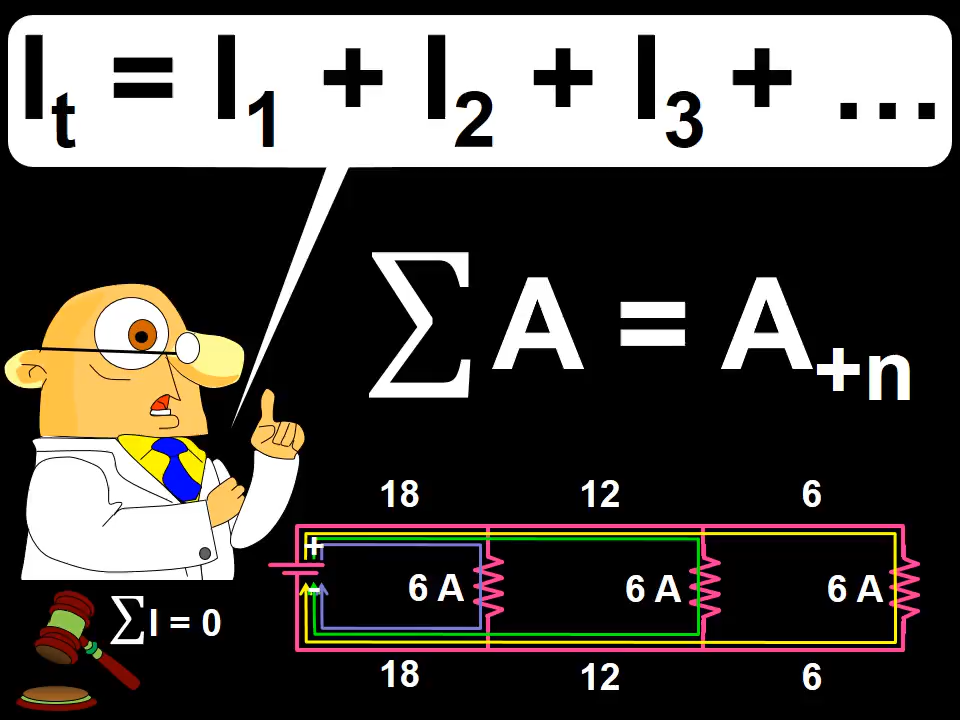 Iₜ = I₁ + I₂ + I₃ + …
∑A = A₊ₙ
18 12 6
+
6 A 6 A 6 A
-
∑I = 0
18 12 6